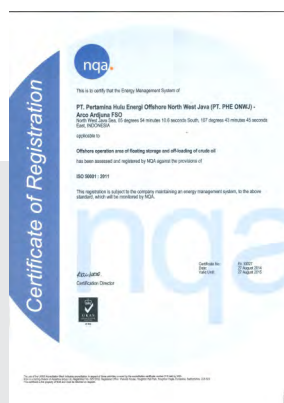 nqa.
Certificate of Registration
This is to certify that the Energy Management System of
PT. Pertamina Hulu Energi Offshore North West Java (PT. PHE ONWJ) -
Arco Ardjuna FSO
North West Java Sea, 05 degrees 54 minutes 10.8 seconds South, 107 degrees 43 minutes 45 seconds
East, INDONESIA
applicable to
Offshore operation area of floating storage and off-loading of crude oil
has been assessed and registered by NQA against the provisions of
ISO 50001 : 2011
This registration is subject to the company maintaining an energy management system, to the above
standard, which will be monitored by NQA.
nqa
Certification Director
Certificate No:
Date:
August 2014
Valid Until:
August
UKAS